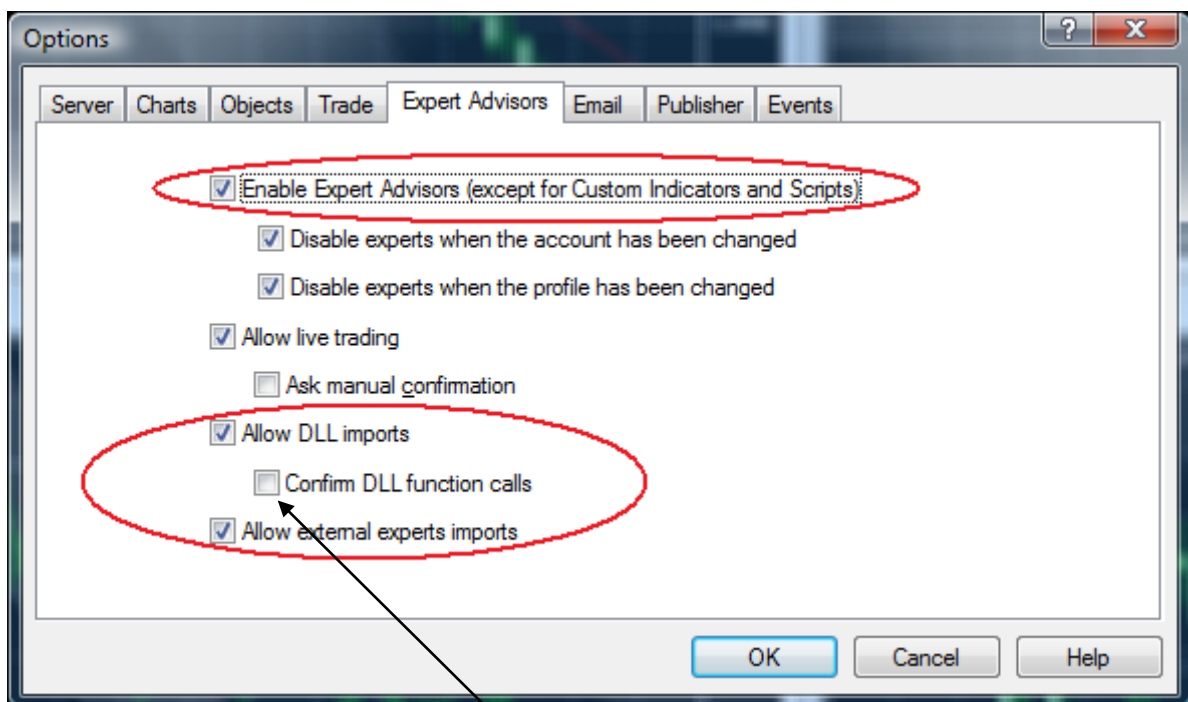 Options
?
X
Server Charts Objects Trade Expert Advisors Email Publisher Events
Enable Expert Advisors (except for Custom Indicators and Scripts)
Disable experts when the account has been changed
Disable experts when the profile has been changed
Allow live trading
Ask manual confirmation
Allow DLL imports
Confirm DLL function calls
Allow external experts imports
OK Cancel Help